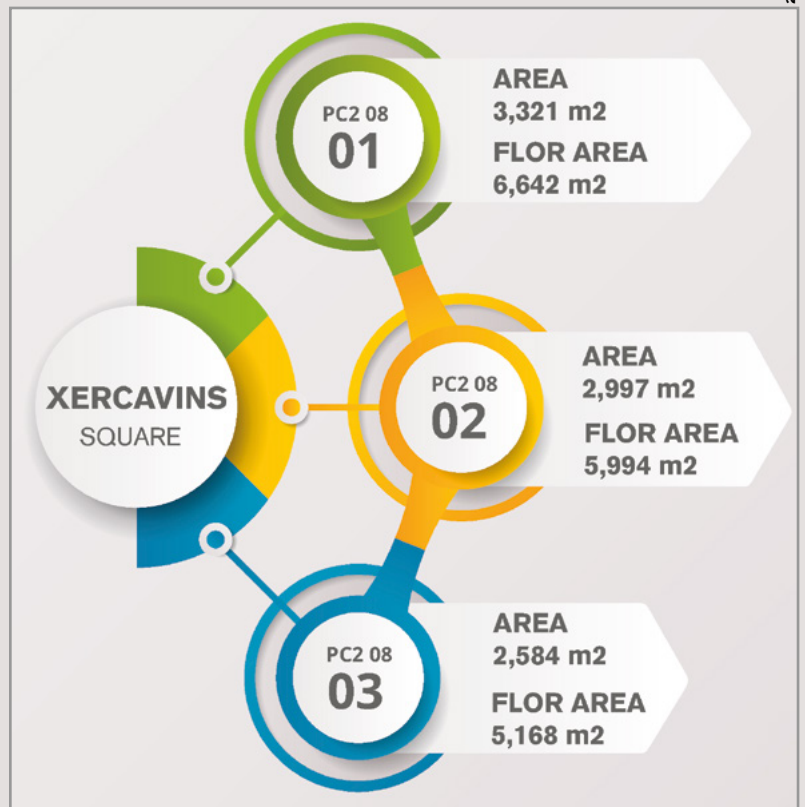 PC2 08
01
AREA
3,321 m2
FLOR AREA
6,642 m2
XERCAVINS
SQUARE
PC2 08
02
AREA
2,997 m2
FLOR AREA
5,994 m2
PC2 08
03
AREA
2,584 m2
FLOR AREA
5,168 m2